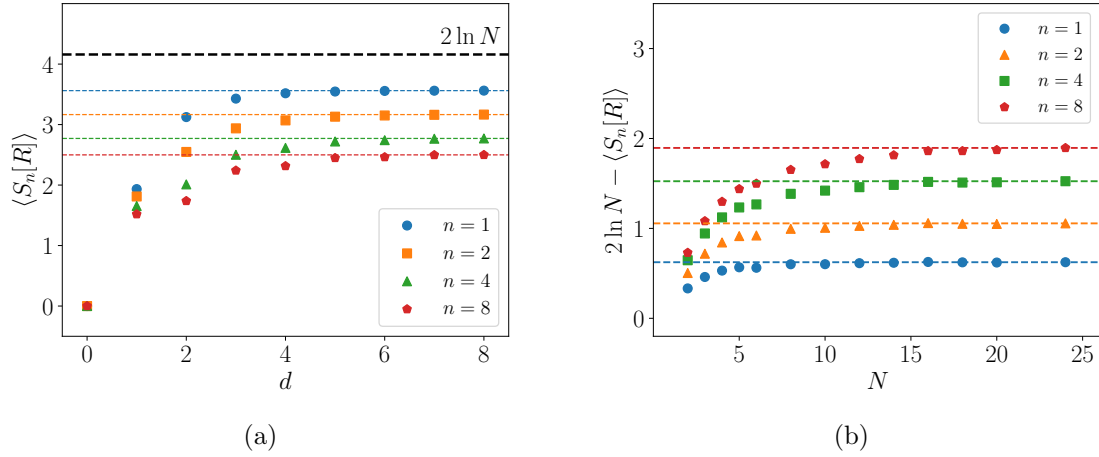 2 ln N
⟨S_n[R]⟩
4
3
2
1
0
n = 1
n = 2
n = 4
n = 8
0 2 4 6 8
d
(a)
2 ln N − ⟨S_n[R]⟩
3
2
1
0
n = 1
n = 2
n = 4
n = 8
5 10 15 20 25
N
(b)